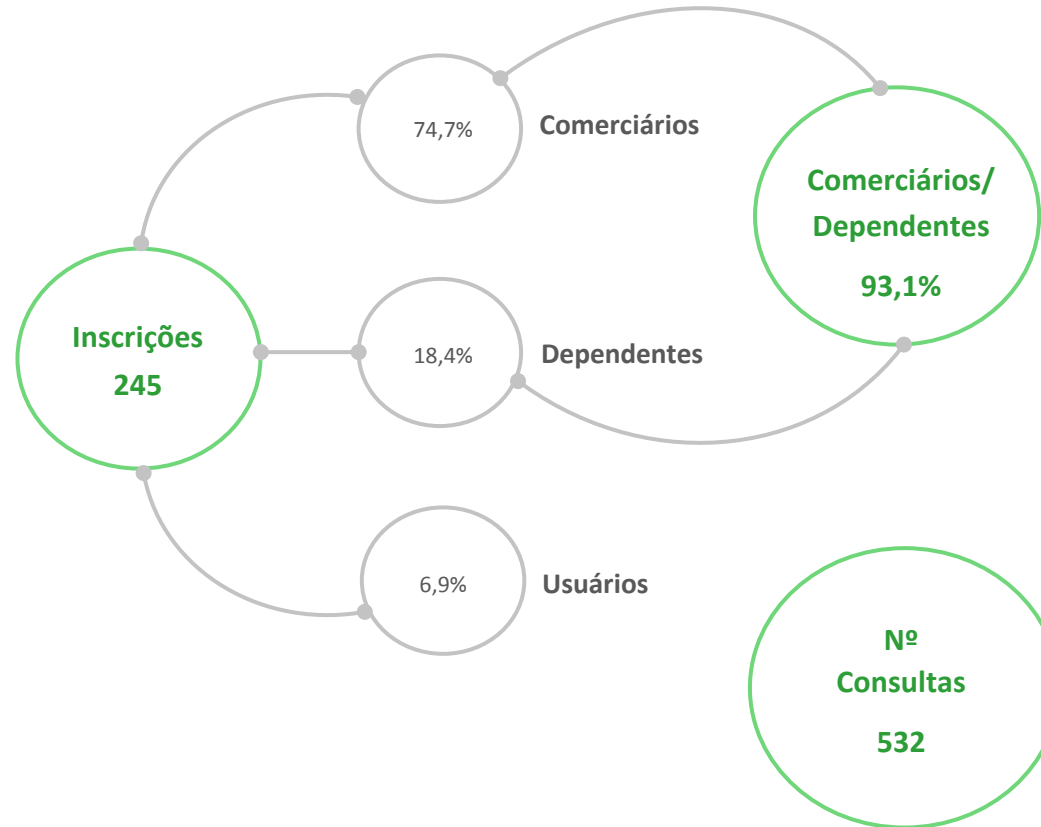 74,7%
Comerciários
Comerciários/
Dependentes
93,1%
Inscrições
245
18,4%
Dependentes
6,9%
Usuários
Nº
Consultas
532